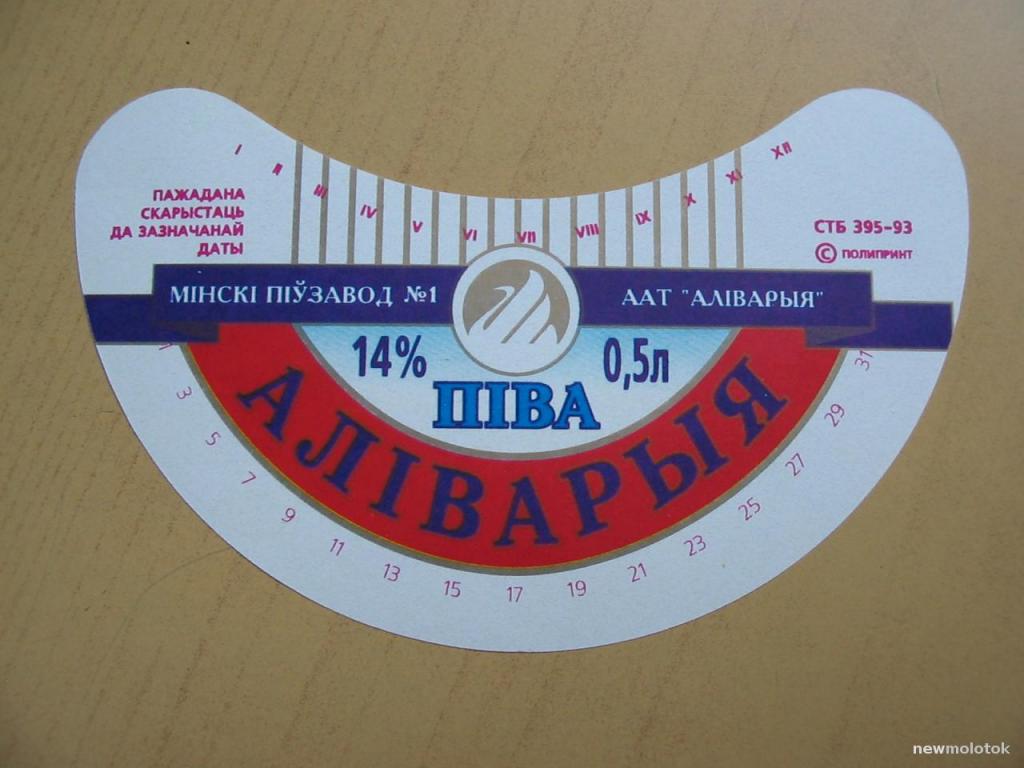 I II III IV V VI VII VIII IX X XI XII
ПАЖАДАНА
СКАРЫСТАЦЬ
ДА ЗАЗНАЧАНАЙ
ДАТЫ
СТБ 395-93
© ПОЛИПРИНТ
МІНСКІ ПІЎЗАВОД №1
ААТ "АЛІВАРЫЯ"
14%
0,5л
ПІВА
АЛІВАРЫЯ
1 3 5 7 9 11 13 15 17 19 21 23 25 27 29 31
newmolotok